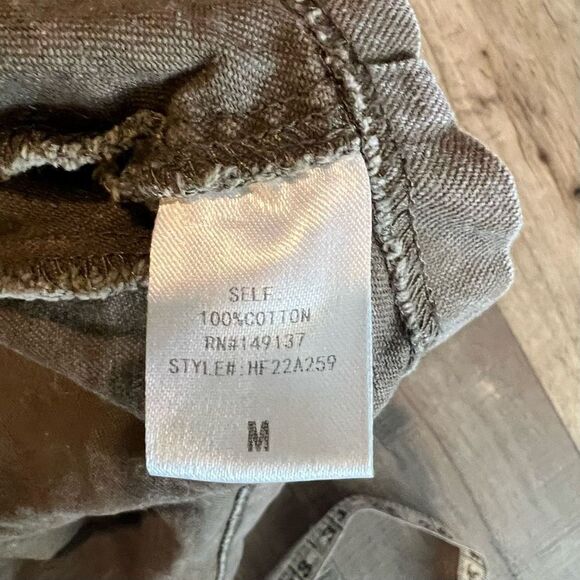 SELF:
100%COTTON
RN#149137
STYLE#:HF22A259
M